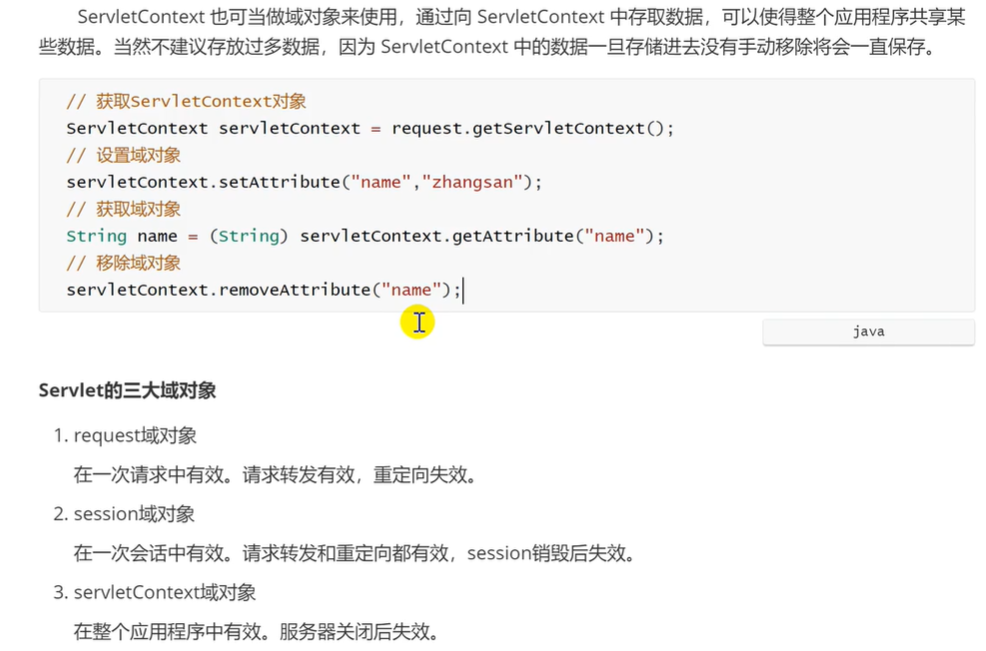 ServletContext 也可当做域对象来使用，通过向 ServletContext 中存取数据，可以使得整个应用程序共享某
些数据。当然不建议存放过多数据，因为 ServletContext 中的数据一旦存储进去没有手动移除将会一直保存。
// 获取ServletContext对象
ServletContext servletContext = request.getServletContext();
// 设置域对象
servletContext.setAttribute("name","zhangsan");
// 获取域对象
String name = (String) servletContext.getAttribute("name");
// 移除域对象
servletContext.removeAttribute("name");
java
Servlet的三大域对象
1. request域对象
在一次请求中有效。请求转发有效，重定向失效。
2. session域对象
在一次会话中有效。请求转发和重定向都有效，session销毁后失效。
3. servletContext域对象
在整个应用程序中有效。服务器关闭后失效。